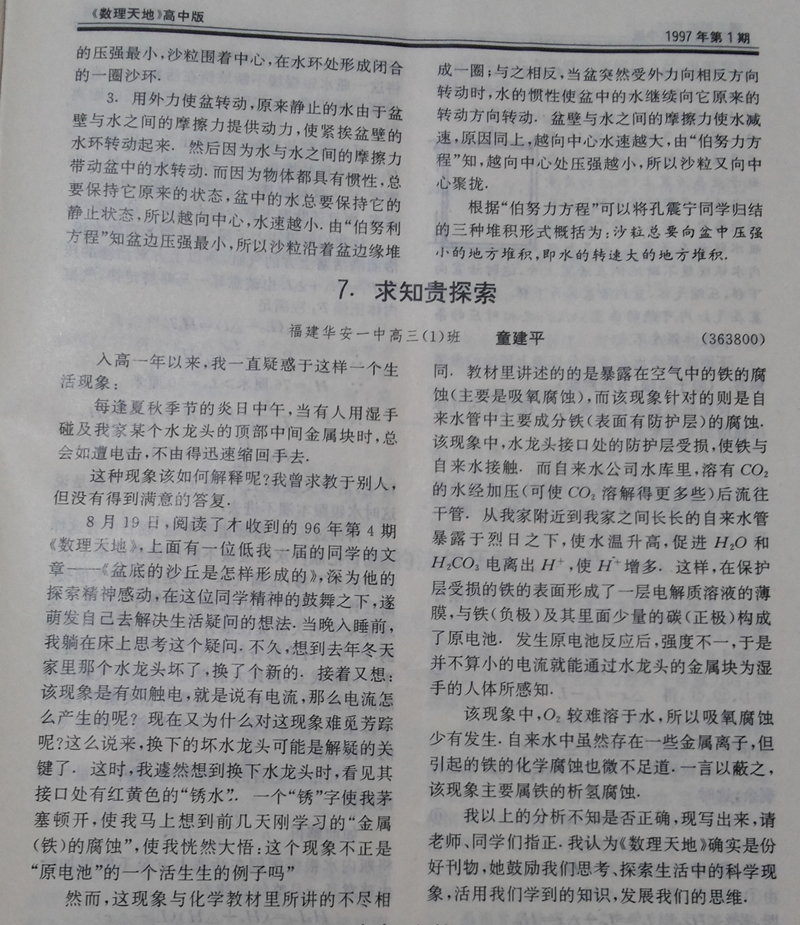 《数理天地》高中版
1997年第1期
的压强最小,沙粒围着中心,在水环处形成闭合
的一圈沙环.
3. 用外力使盆转动,原来静止的水由于盆
壁与水之间的摩擦力提供动力,使紧挨盆壁的
水环转动起来. 然后因为水与水之间的摩擦力
带动盆中的水转动. 而因为物体都具有惯性,总
要保持它原来的状态,盆中的水总要保持它的
静止状态,所以越向中心,水速越小. 由“伯努利
方程”知盆边压强最小,所以沙粒沿着盆边缘堆
成一圈;与之相反,当盆突然受外力向相反方向
转动时,水的惯性使盆中的水继续向它原来的
转动方向转动. 盆壁与水之间的摩擦力使水减
速,原因同上,越向中心水速越大,由“伯努力方
程”知,越向中心处压强越小,所以沙粒又向中
心聚拢.
根据“伯努力方程”可以将孔震宁同学归结
的三种堆积形式概括为:沙粒总要向盆中压强
小的地方堆积,即水的转速大的地方堆积.
7. 求知贵探索
福建华安一中高三(1)班 童建平 (363800)
入高一年以来,我一直疑惑于这样一个生
活现象:
每逢夏秋季节的炎日中午,当有人用湿手
碰及我家某个水龙头的顶部中间金属块时,总
会如遭电击,不由得迅速缩回手去.
这种现象该如何解释呢?我曾求教于别人,
但没有得到满意的答复.
8月19日,阅读了才收到的96年第4期
《数理天地》,上面有一位低我一届的同学的文
章——《盆底的沙丘是怎样形成的》,深为他的
探索精神感动,在这位同学精神的鼓舞之下,遂
萌发自己去解决生活疑问的想法. 当晚入睡前,
我躺在床上思考这个疑问. 不久,想到去年冬天
家里那个水龙头坏了,换了个新的. 接着又想:
该现象是有如触电,就是说有电流,那么电流怎
么产生的呢? 现在又为什么对这现象难觅芳踪
呢?这么说来,换下的坏水龙头可能是解疑的关
键了. 这时,我遽然想到换下水龙头时,看见其
接口处有红黄色的“锈水”. 一个“锈”字使我茅
塞顿开,使我马上想到前几天刚学习的“金属
(铁)的腐蚀”,使我恍然大悟:这个现象不正是
“原电池”的一个活生生的例子吗”
然而,这现象与化学教材里所讲的不尽相
同. 教材里讲述的的是暴露在空气中的铁的腐
蚀(主要是吸氧腐蚀),而该现象针对的则是自
来水管中主要成分铁(表面有防护层)的腐蚀.
该现象中,水龙头接口处的防护层受损,使铁与
自来水接触. 而自来水公司水库里,溶有CO₂
的水经加压(可使CO₂溶解得更多些)后流往
干管. 从我家附近到我家之间长长的自来水管
暴露于烈日之下,使水温升高,促进H₂O和
H₂CO₃电离出H⁺,使H⁺增多. 这样,在保护
层受损的铁的表面形成了一层电解质溶液的薄
膜,与铁(负极)及其里面少量的碳(正极)构成
了原电池. 发生原电池反应后,强度不一,于是
并不算小的电流就能通过水龙头的金属块为湿
手的人体所感知.
该现象中,O₂较难溶于水,所以吸氧腐蚀
少有发生. 自来水中虽然存在一些金属离子,但
引起的铁的化学腐蚀也微不足道. 一言以蔽之,
该现象主要属铁的析氢腐蚀.
我以上的分析不知是否正确,现写出来,请
老师、同学们指正. 我认为《数理天地》确实是份
好刊物,她鼓励我们思考、探索生活中的科学现
象,活用我们学到的知识,发展我们的思维.